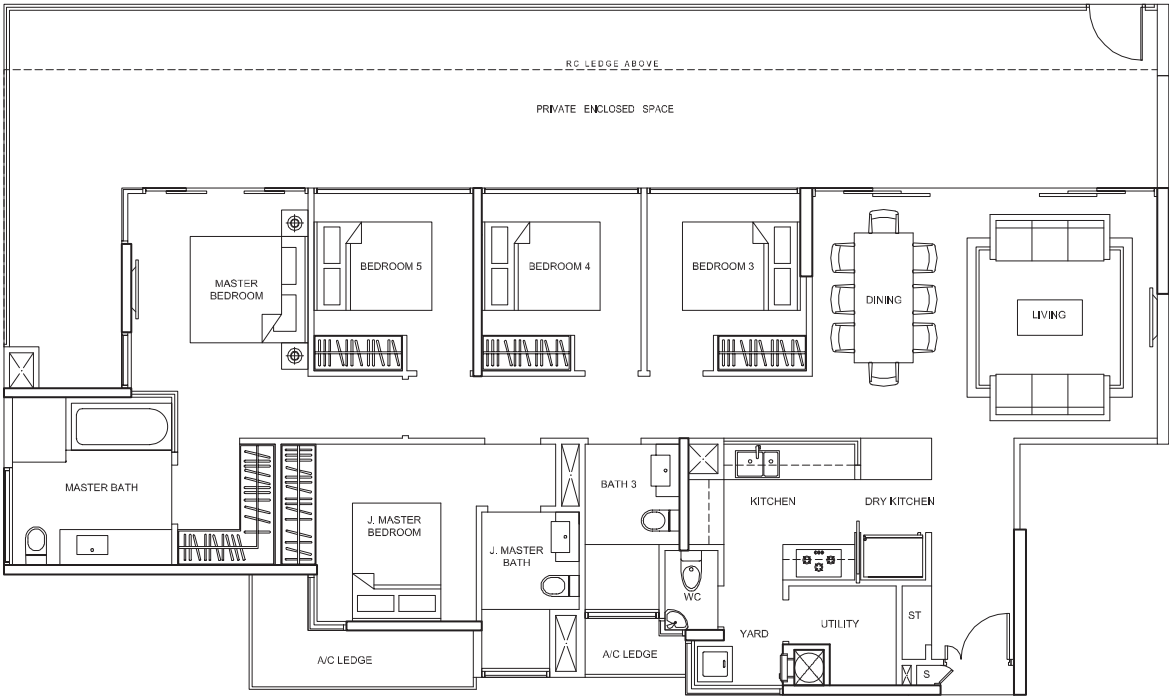 RC LEDGE ABOVE
PRIVATE ENCLOSED SPACE
MASTER
BEDROOM
BEDROOM 5
BEDROOM 4
BEDROOM 3
DINING
LIVING
MASTER BATH
J. MASTER
BEDROOM
J. MASTER
BATH
BATH 3
KITCHEN
DRY KITCHEN
WC
YARD
UTILITY
ST
S
A/C LEDGE
A/C LEDGE